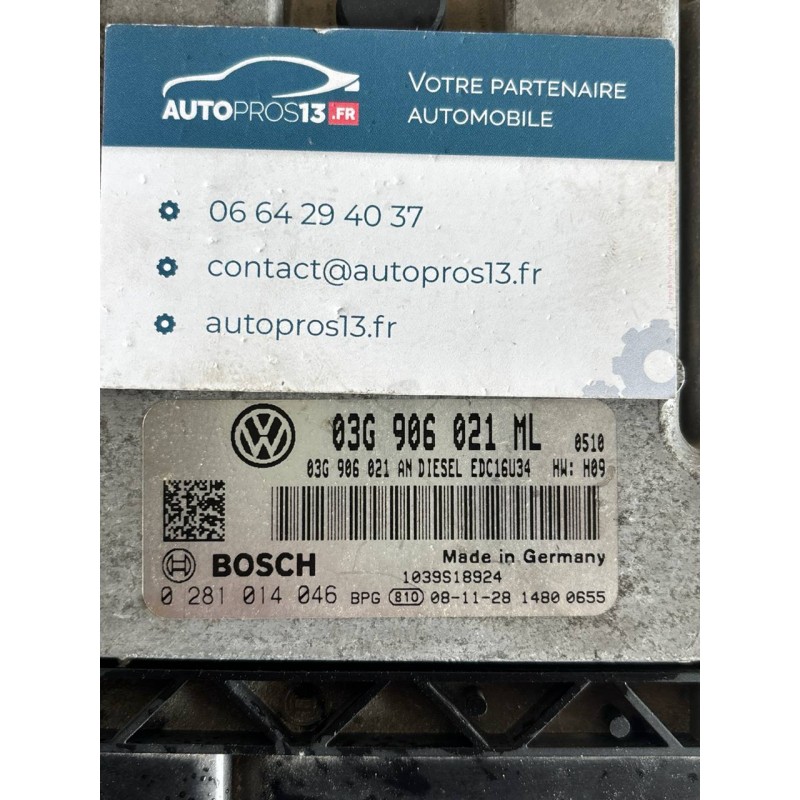 AUTOPROS13.FR
VOTRE PARTENAIRE
AUTOMOBILE
06 64 29 40 37
contact@autopros13.fr
autopros13.fr
03G 906 021 ML 0510
03G 906 021 AN DIESEL EDC16U34 HW: H09
BOSCH
Made in Germany
1039S18924
0 281 014 046 BPG 810 08-11-28 1480 0655